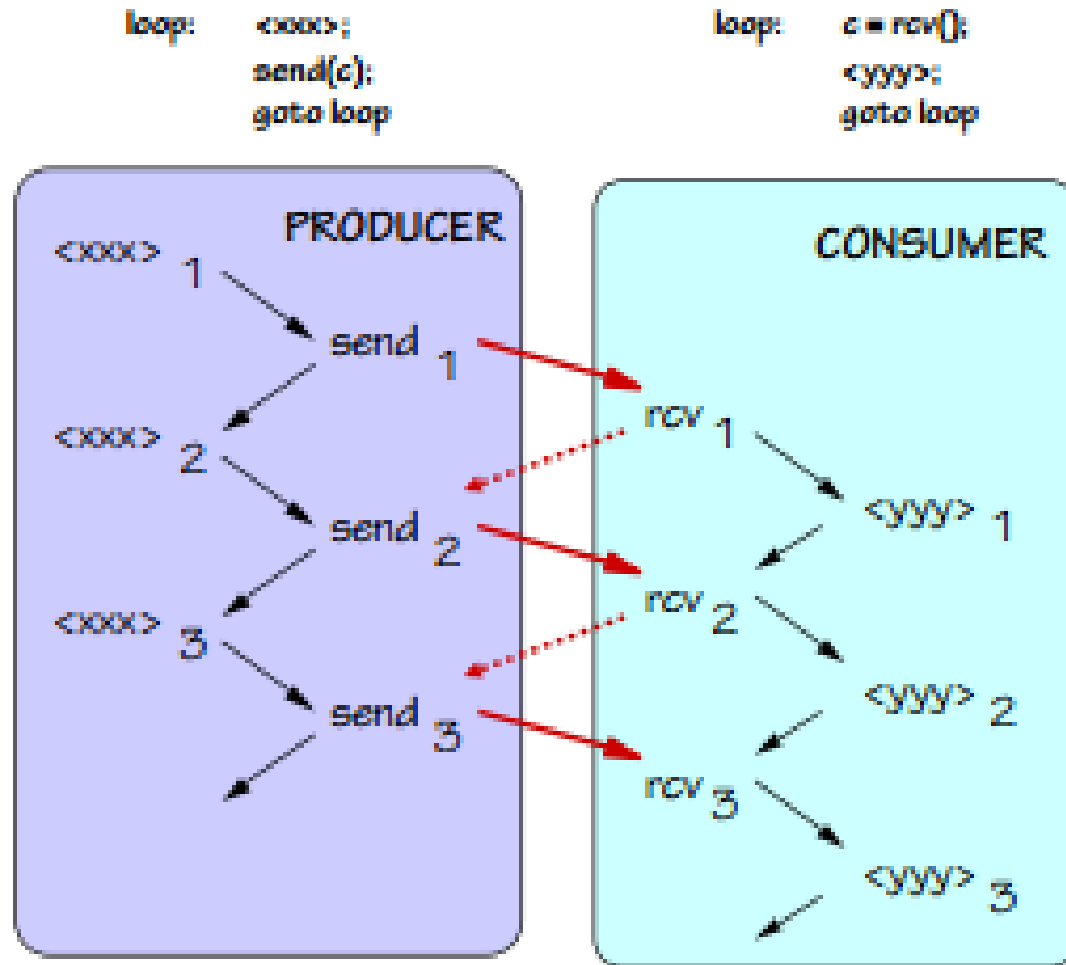 loop: <xxx>;
send(c);
goto loop
loop: c = rcv();
<yyy>;
goto loop
PRODUCER
<xxx> 1
send 1
<xxx> 2
send 2
<xxx> 3
send 3
CONSUMER
rcv 1
<yyy> 1
rcv 2
<yyy> 2
rcv 3
<yyy> 3